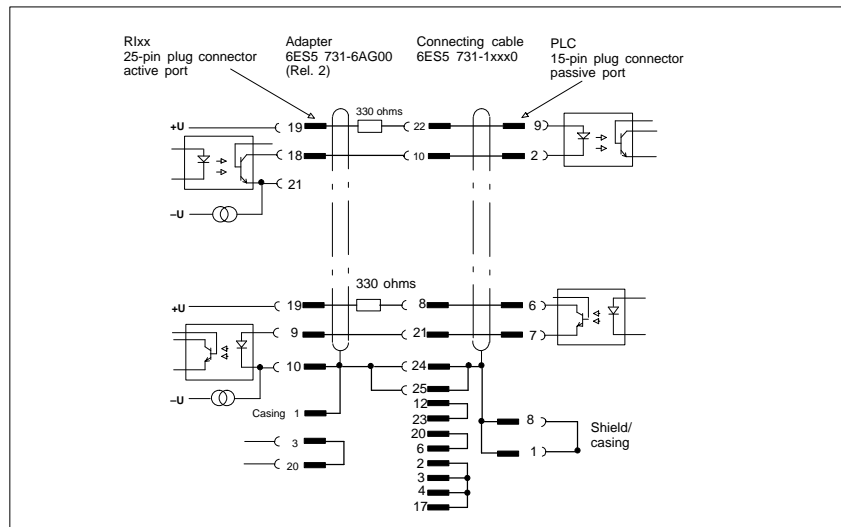 RIxx
25-pin plug connector
active port
Adapter
6ES5 731-6AG00
(Rel. 2)
Connecting cable
6ES5 731-1xxx0
PLC
15-pin plug connector
passive port
330 ohms
+U
19
22
9
18
10
2
21
–U
330 ohms
+U
19
8
6
9
21
7
10
24
–U
25
12
Casing 1
23
8
Shield/
casing
3
20
6
1
20
2
3
4
17